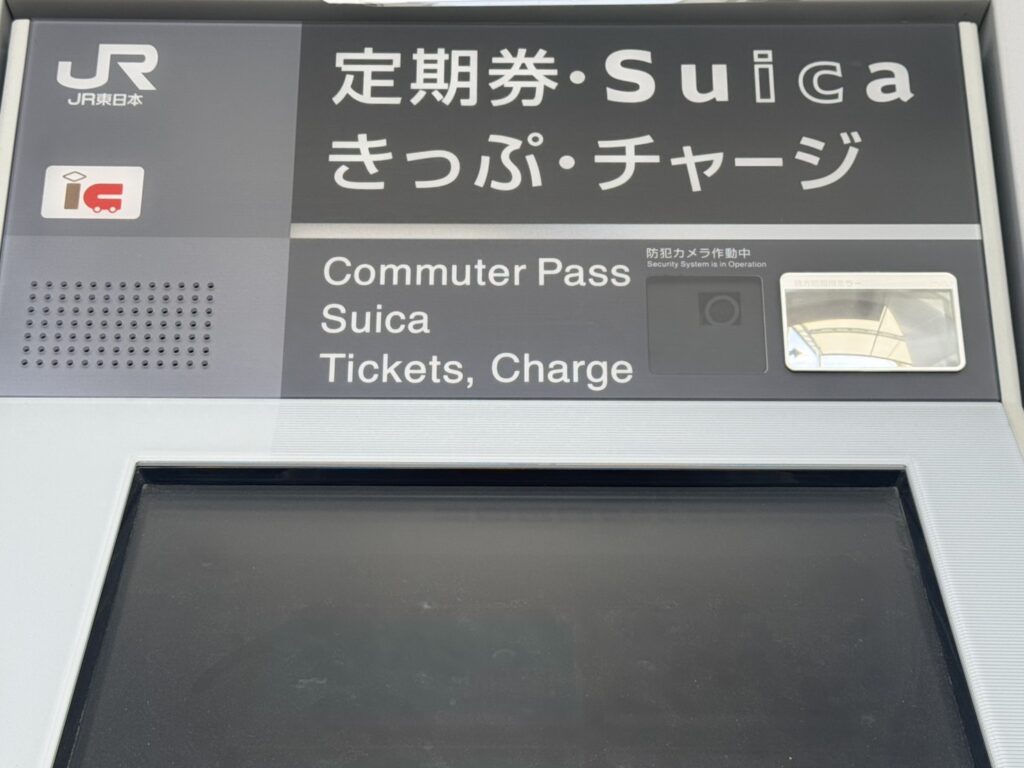 JR
JR東日本
定期券・Suica
きっぷ・チャージ
IC
Commuter Pass
Suica
Tickets, Charge
防犯カメラ作動中
Security System is in Operation